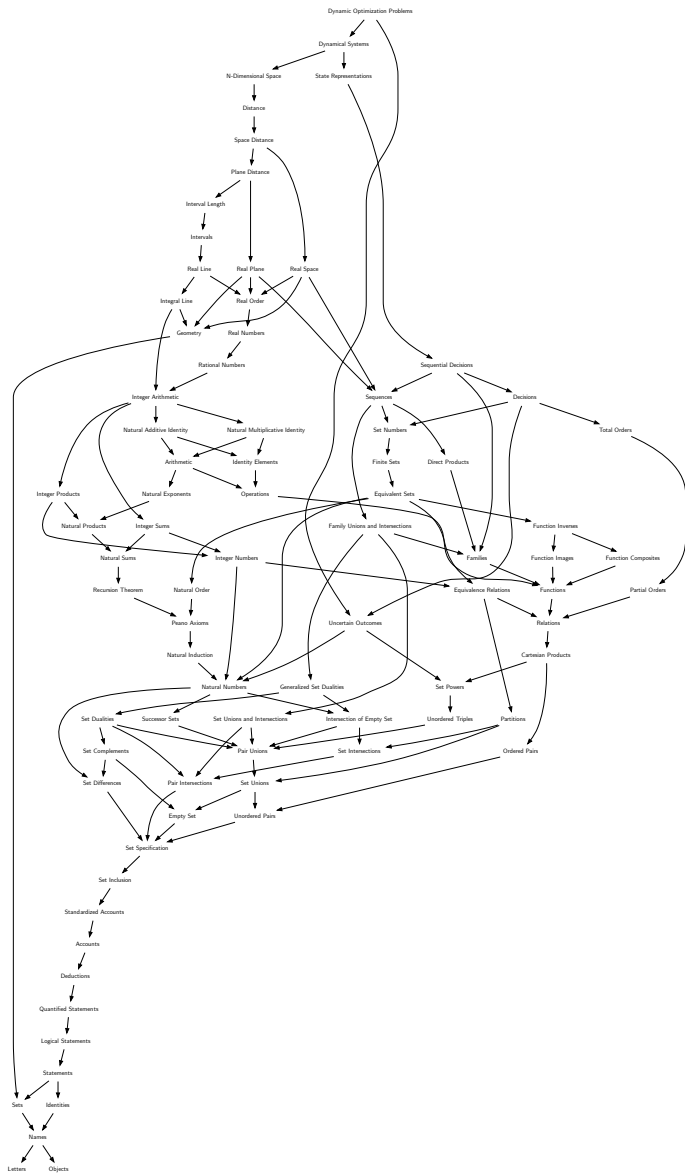 Dynamic Optimization Problems
Dynamical Systems
N-Dimensional Space
State Representations
Distance
Space Distance
Plane Distance
Interval Length
Intervals
Real Line
Real Plane
Real Space
Integral Line
Real Order
Geometry
Real Numbers
Rational Numbers
Sequential Decisions
Integer Arithmetic
Sequences
Decisions
Natural Additive Identity
Natural Multiplicative Identity
Set Numbers
Total Orders
Arithmetic
Identity Elements
Finite Sets
Direct Products
Integer Products
Natural Exponents
Operations
Equivalent Sets
Natural Products
Integer Sums
Family Unions and Intersections
Function Inverses
Natural Sums
Integer Numbers
Families
Function Images
Function Composites
Recursion Theorem
Natural Order
Equivalence Relations
Functions
Partial Orders
Peano Axioms
Uncertain Outcomes
Relations
Natural Induction
Cartesian Products
Natural Numbers
Generalized Set Dualities
Set Powers
Set Dualities
Successor Sets
Set Unions and Intersections
Intersection of Empty Set
Unordered Triples
Partitions
Set Complements
Pair Unions
Set Intersections
Ordered Pairs
Set Differences
Pair Intersections
Set Unions
Empty Set
Unordered Pairs
Set Specification
Set Inclusion
Standardized Accounts
Accounts
Deductions
Quantified Statements
Logical Statements
Statements
Sets
Identities
Names
Letters
Objects